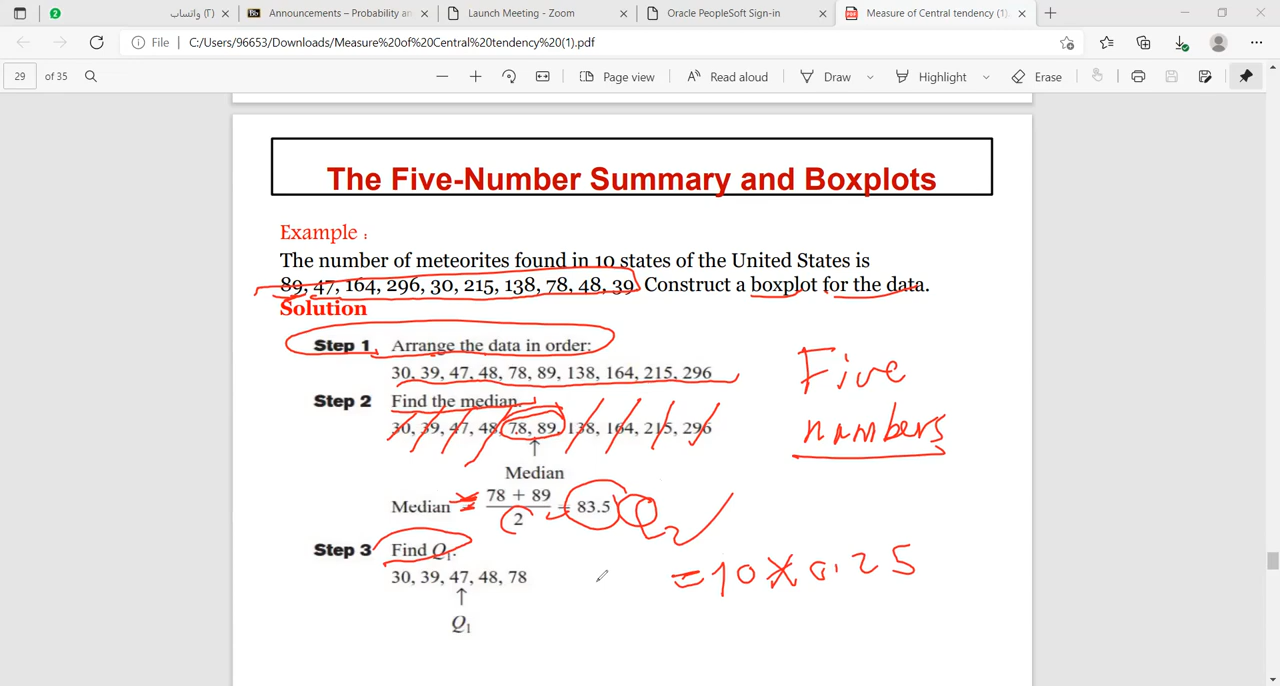 واتساب (٢)
Announcements – Probability an
Launch Meeting - Zoom
Oracle PeopleSoft Sign-in
Measure of Central tendency (1).
2
File
C:/Users/96653/Downloads/Measure%20of%20Central%20tendency%20(1).pdf
29 of 35
Page view
Read aloud
Draw
Highlight
Erase
The Five-Number Summary and Boxplots
Example :
The number of meteorites found in 10 states of the United States is
89, 47, 164, 296, 30, 215, 138, 78, 48, 39. Construct a boxplot for the data.
Solution
Step 1 Arrange the data in order:
30, 39, 47, 48, 78, 89, 138, 164, 215, 296
Step 2 Find the median.
30, 39, 47, 48, 78, 89, 138, 164, 215, 296
Median
Five
numbers
Median = 78 + 89 / 2 = 83.5 Q2
Step 3 Find Q1.
= 10 × 0.25
30, 39, 47, 48, 78
Q1